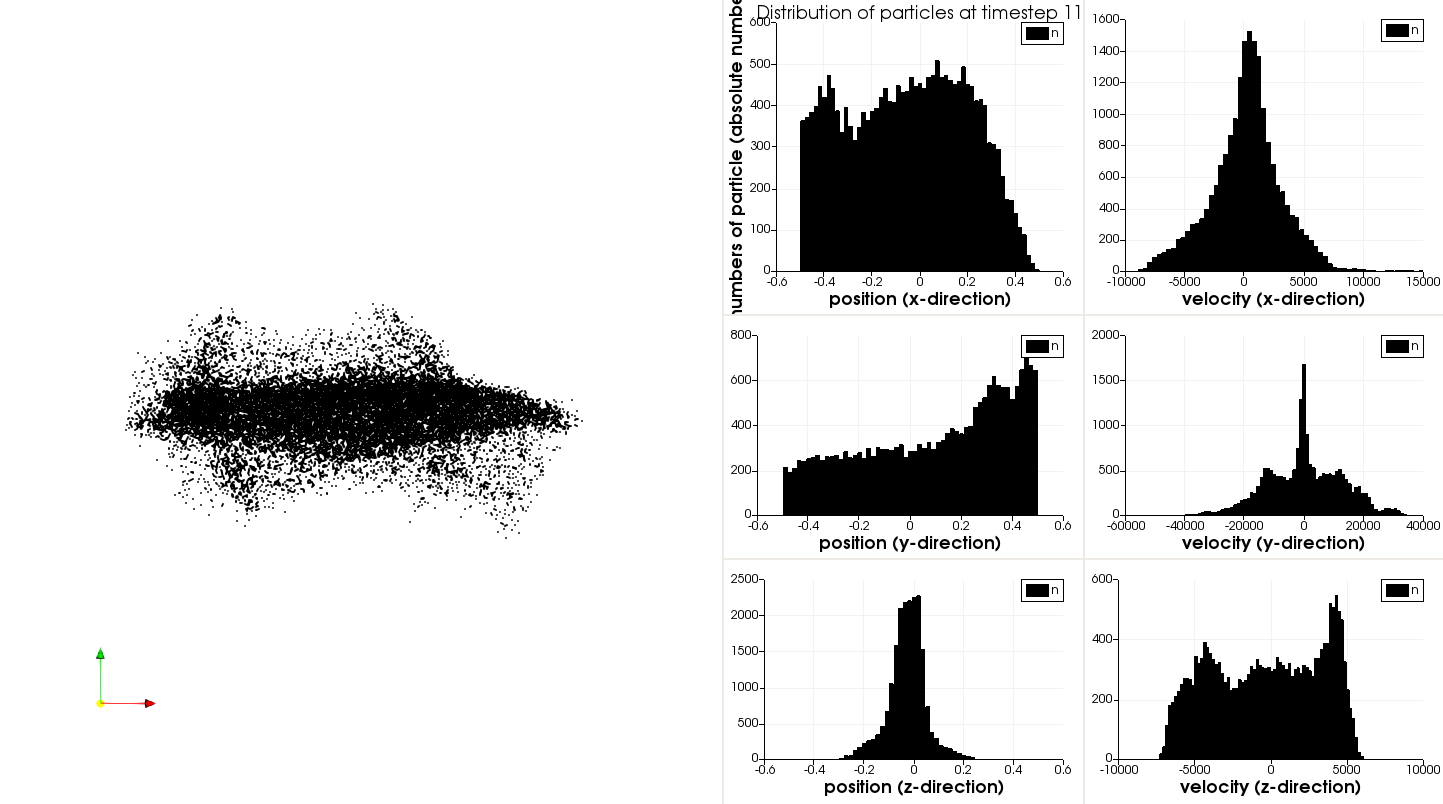 Distribution of particles at timestep 11
numbers of particle (absolute numbe
600
500
400
300
200
100
0
n
-0.6 -0.4 -0.2 0 0.2 0.4 0.6
position (x-direction)
1600
1400
1200
1000
800
600
400
200
0
n
-10000 -5000 0 5000 10000 15000
velocity (x-direction)
800
600
400
200
0
n
-0.6 -0.4 -0.2 0 0.2 0.4 0.6
position (y-direction)
2000
1500
1000
500
0
n
-60000 -40000 -20000 0 20000 40000
velocity (y-direction)
2500
2000
1500
1000
500
0
n
-0.6 -0.4 -0.2 0 0.2 0.4 0.6
position (z-direction)
600
400
200
0
n
-10000 -5000 0 5000 10000
velocity (z-direction)